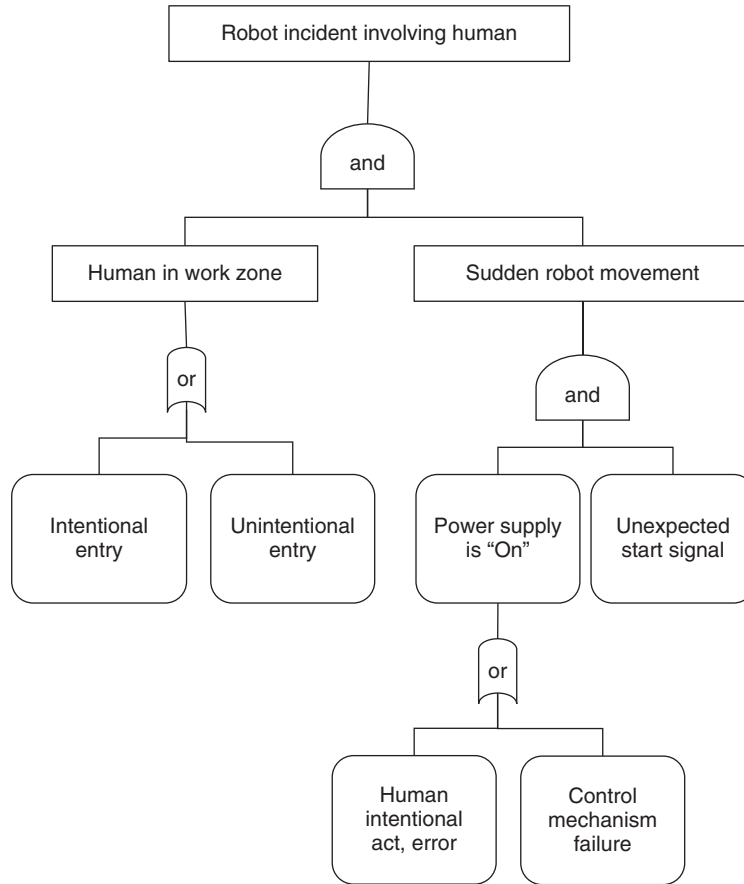 Robot incident involving human
and
Human in work zone
Sudden robot movement
or
and
Intentional
entry
Unintentional
entry
Power supply
is “On”
Unexpected
start signal
or
Human
intentional
act, error
Control
mechanism
failure